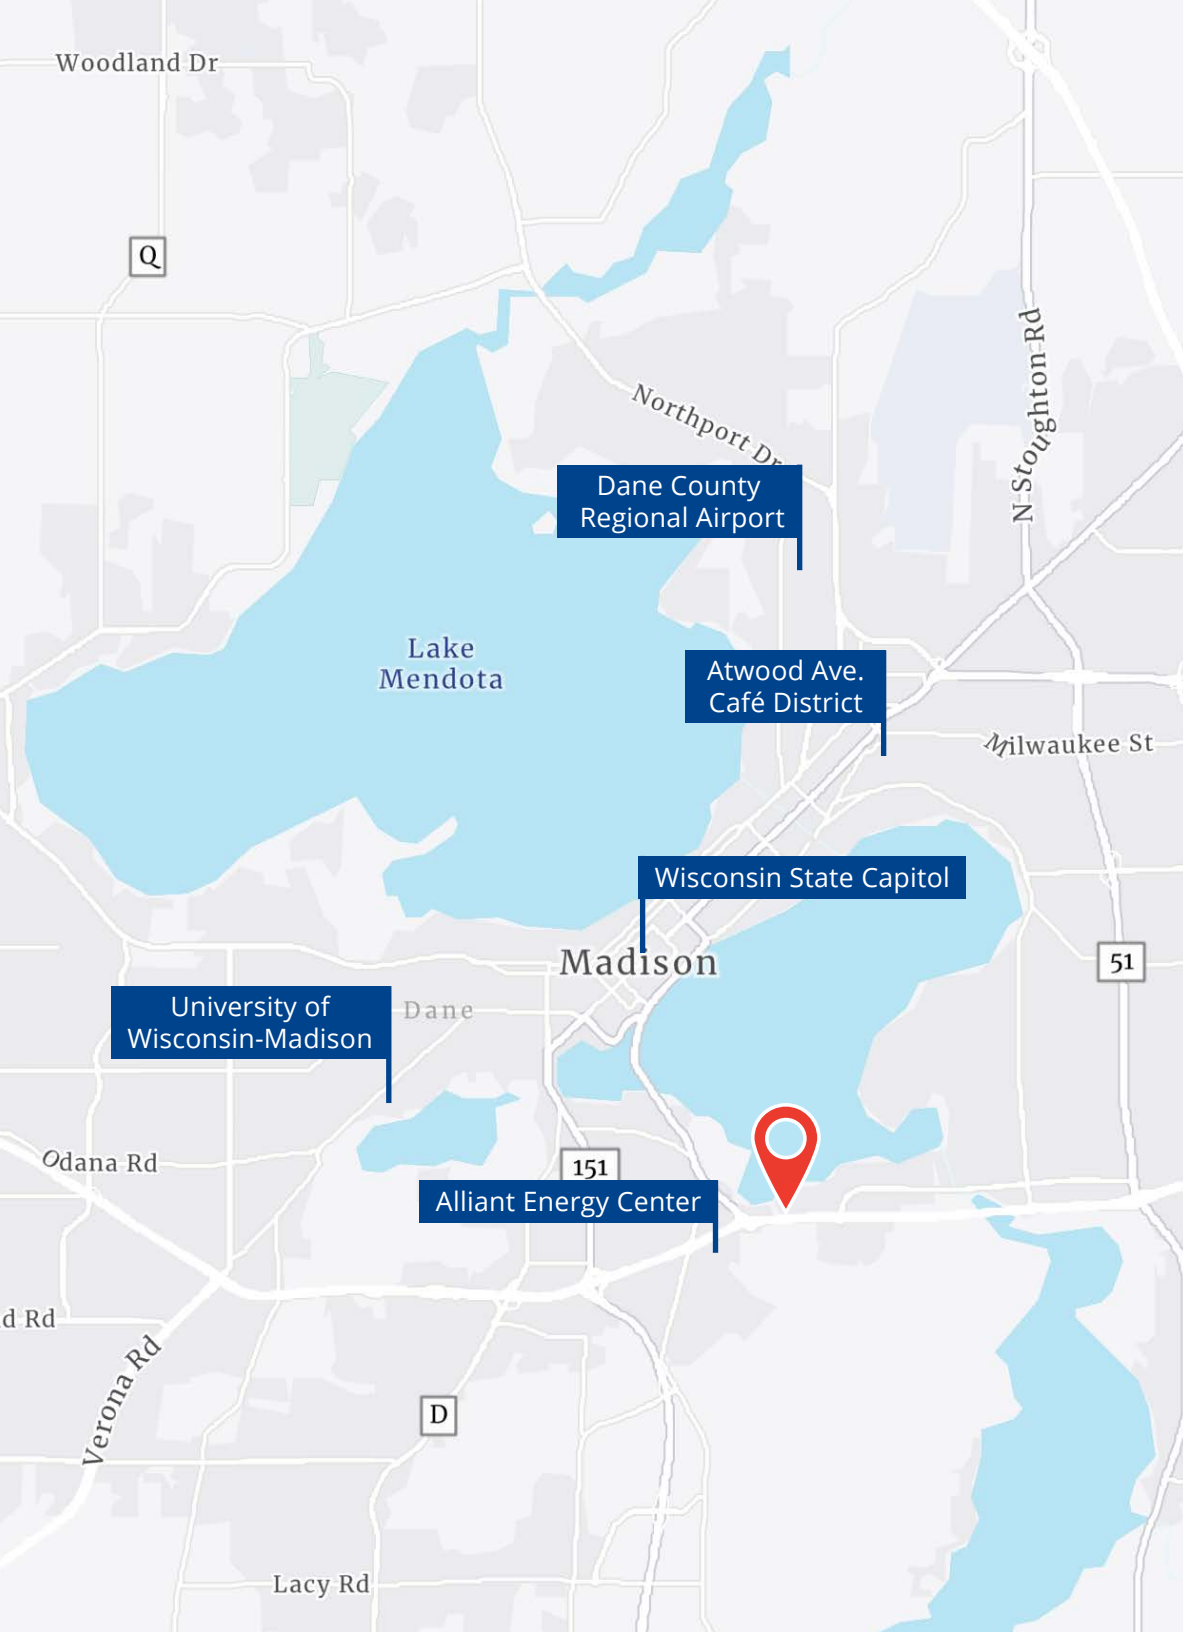 Woodland Dr
Q
N Stoughton Rd
Northport Dr
Dane County
Regional Airport
Lake
Mendota
Atwood Ave.
Café District
Milwaukee St
Wisconsin State Capitol
Madison
51
University of
Wisconsin-Madison
Dane
Odana Rd
151
Alliant Energy Center
d Rd
Verona Rd
D
Lacy Rd